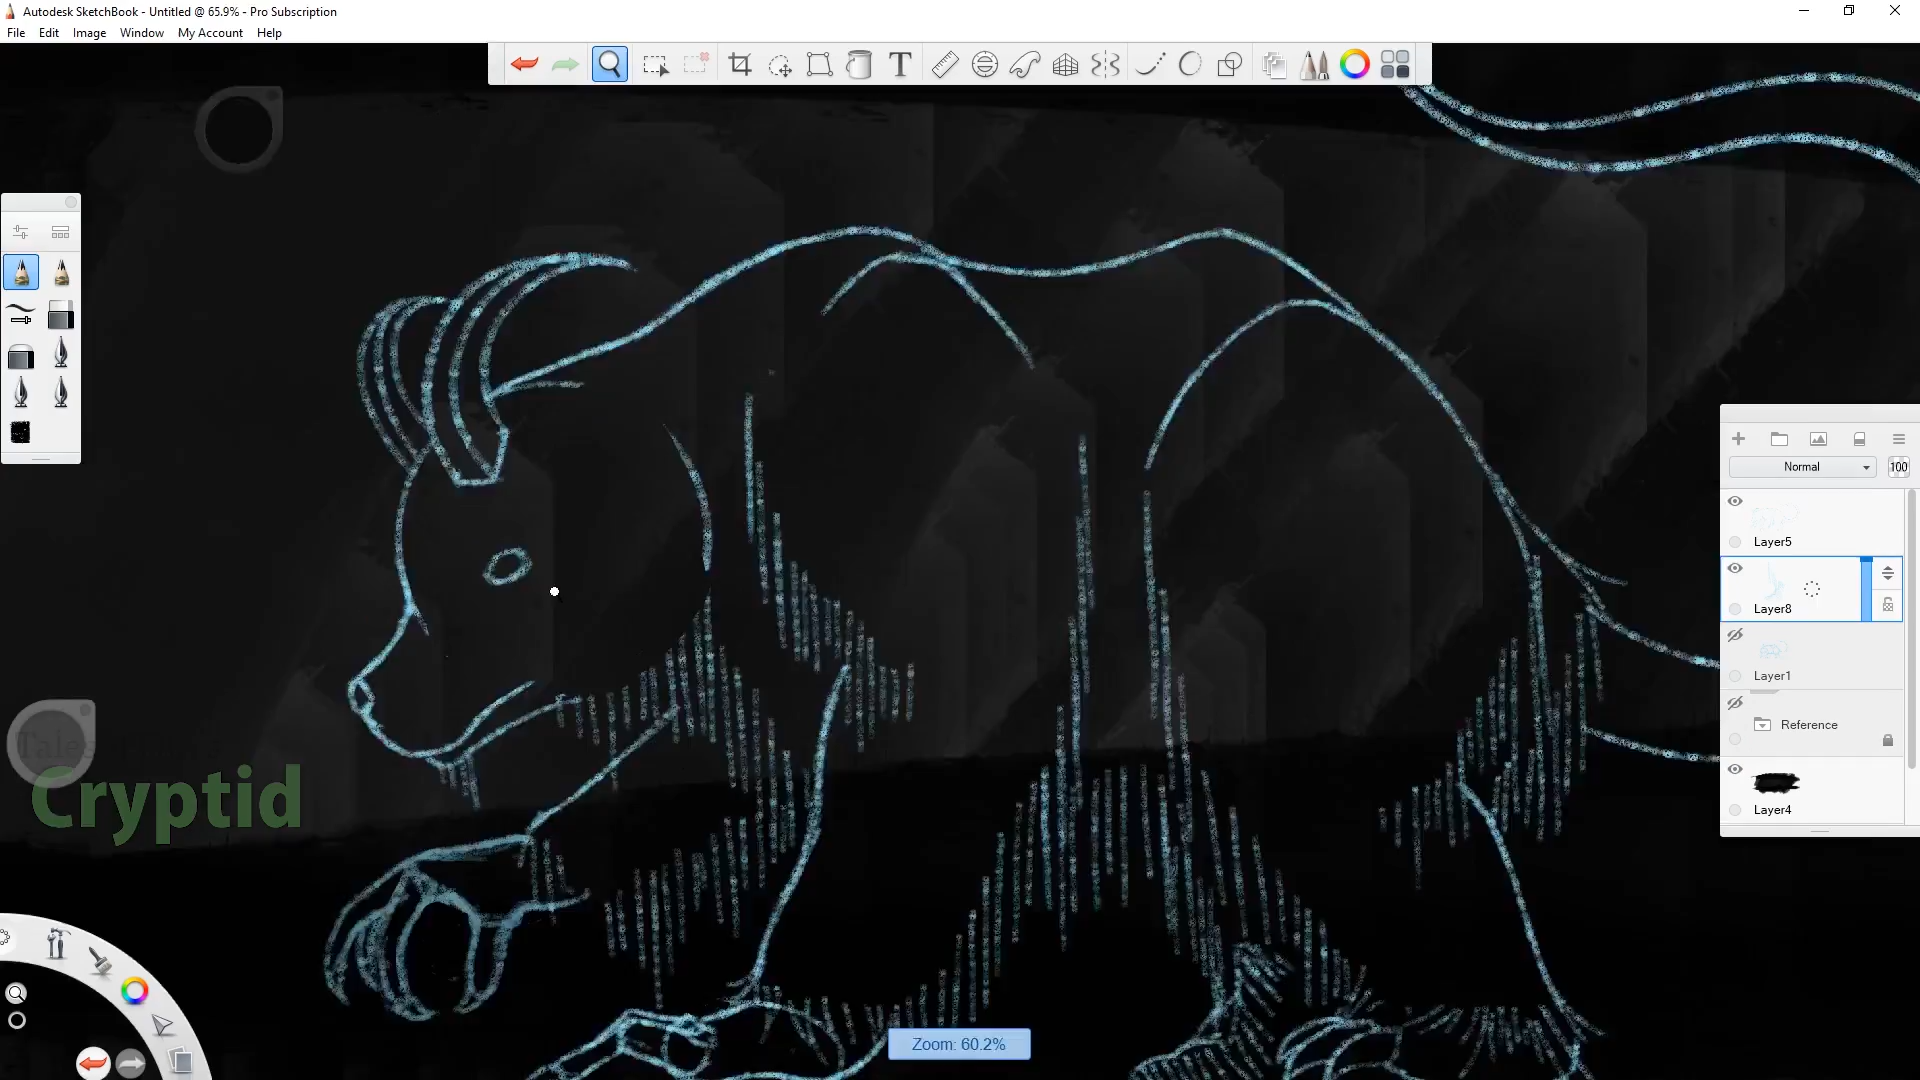 Autodesk SketchBook - Untitled @ 65.9% - Pro Subscription
File Edit Image Window My Account Help
T
Normal 100
Layer5
Layer8
Layer1
Reference
Layer4
Cryptid
Zoom: 60.2%